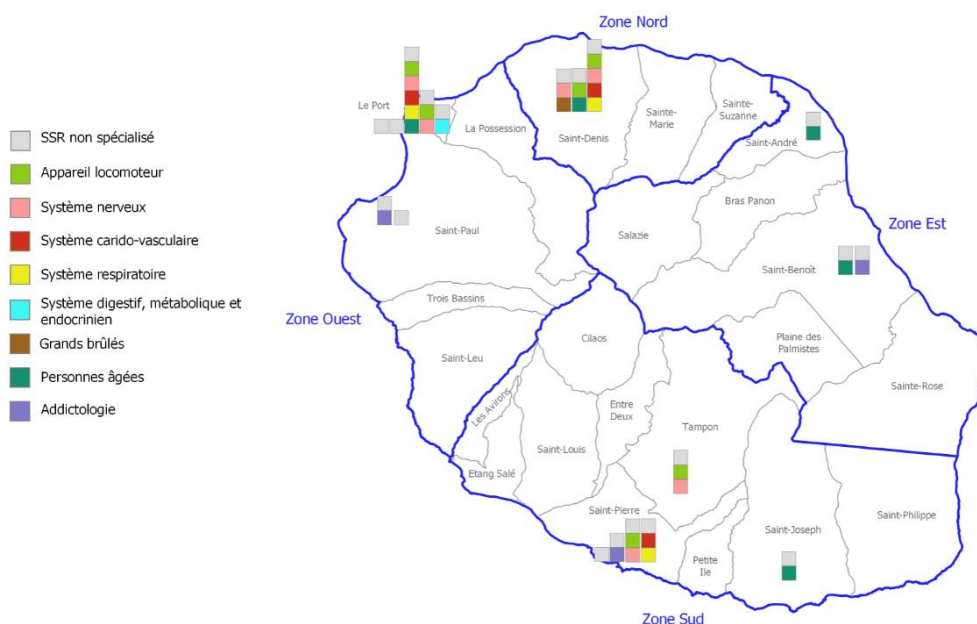 Zone Nord
Le Port
La Possession
Saint-Denis
Sainte-
Marie
Sainte-
Suzanne
Saint-André
SSR non spécialisé
Appareil locomoteur
Système nerveux
Système carido-vasculaire
Système respiratoire
Système digestif, métabolique et
endocrinien
Grands brûlés
Personnes âgées
Addictologie
Bras Panon
Saint-Paul
Salazie
Zone Est
Saint-Benoît
Trois Bassins
Zone Ouest
Cilaos
Plaine des
Palmistes
Saint-Leu
Sainte-Rose
Les Avirons
Entre
Deux
Tampon
Saint-Louis
Etang Salé
Saint-Pierre
Saint-Philippe
Saint-Joseph
Petite
Ile
Zone Sud